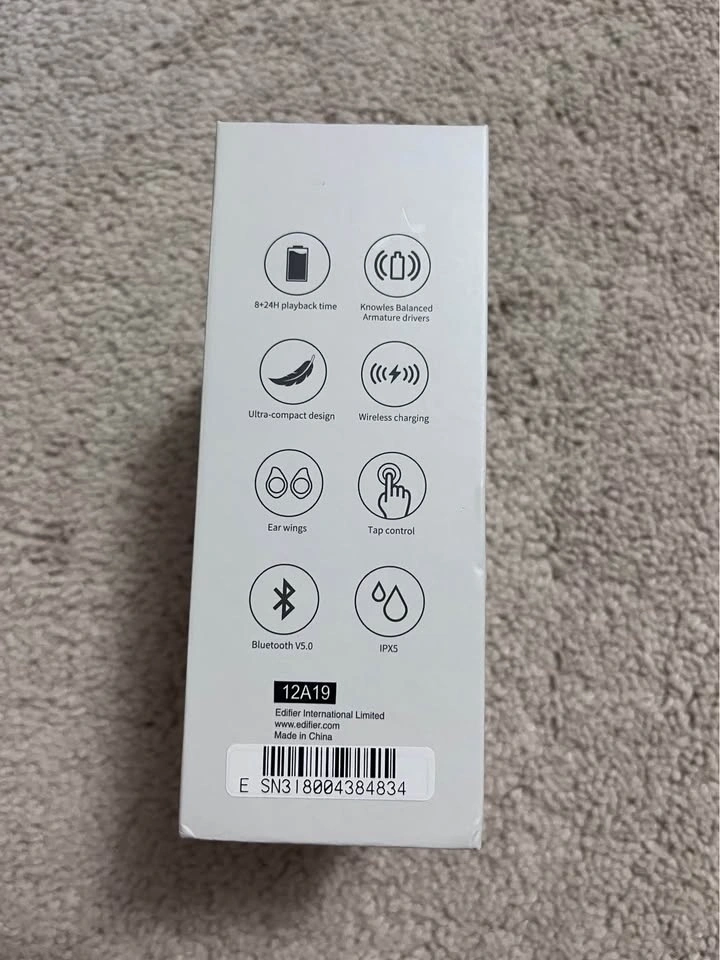 8+24H playback time
Knowles Balanced
Armature drivers
Ultra-compact design
Wireless charging
Ear wings
Tap control
Bluetooth V5.0
IPX5
12A19
Edifier International Limited
www.edifier.com
Made in China
E SN3I8004384834